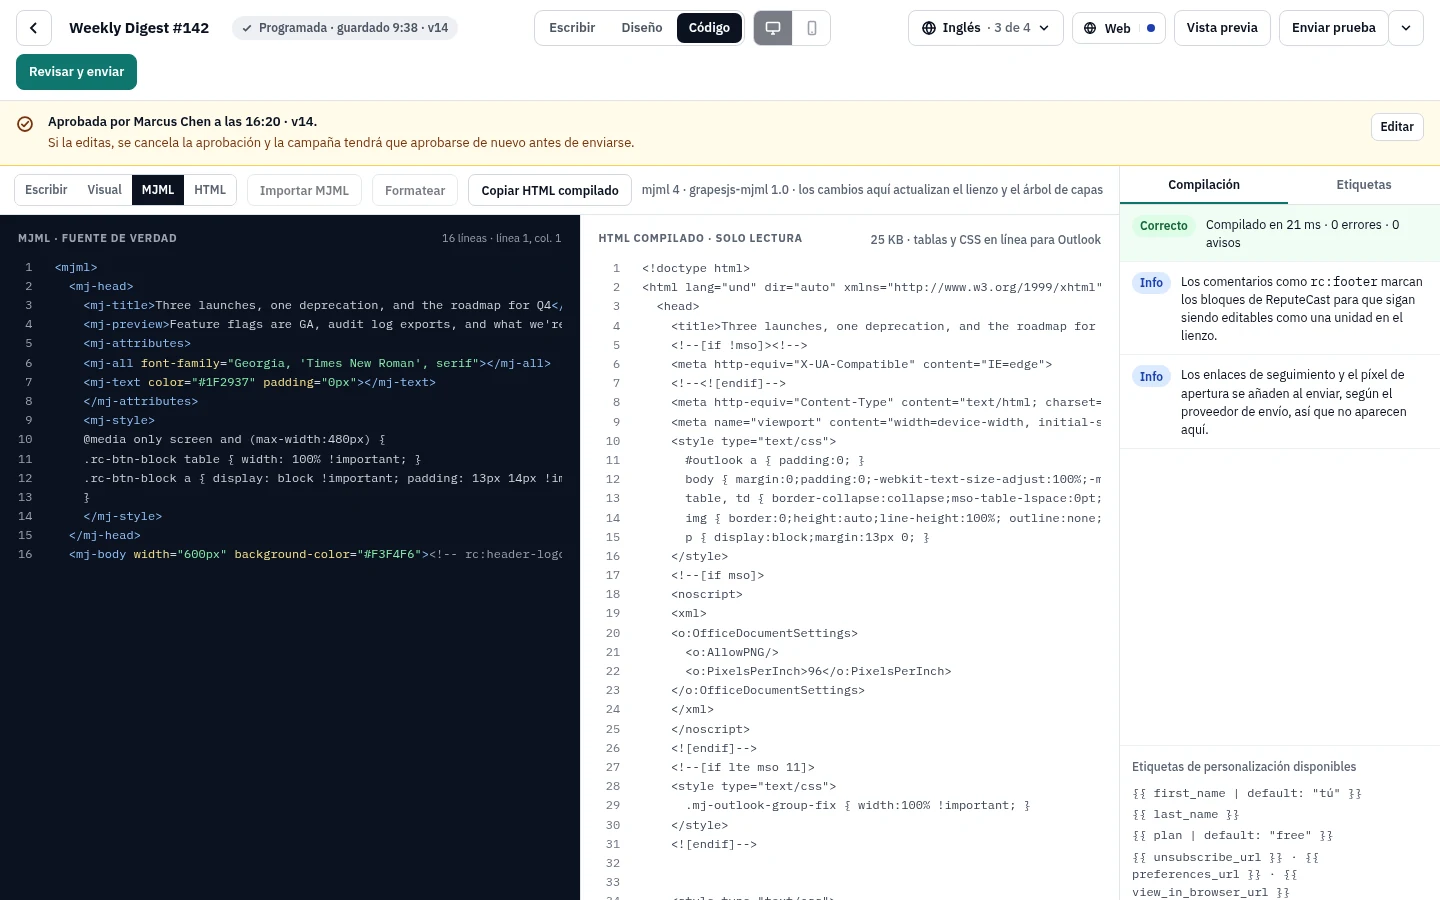 Weekly Digest #142
Programada · guardado 9:38 · v14
Escribir
Diseño
Código
Inglés · 3 de 4
Web
Vista previa
Enviar prueba
Revisar y enviar
Aprobada por Marcus Chen a las 16:20 · v14.
Si la editas, se cancela la aprobación y la campaña tendrá que aprobarse de nuevo antes de enviarse.
Editar
Escribir
Visual
MJML
HTML
Importar MJML
Formatear
Copiar HTML compilado
mjml 4 · grapesjs-mjml 1.0 · los cambios aquí actualizan el lienzo y el árbol de capas
MJML · FUENTE DE VERDAD
16 líneas · línea 1, col. 1
1 <mjml>
2 <mj-head>
3 <mj-title>Three launches, one deprecation, and the roadmap for Q4</
4 <mj-preview>Feature flags are GA, audit log exports, and what we're
5 <mj-attributes>
6 <mj-all font-family="Georgia, 'Times New Roman', serif"></mj-all>
7 <mj-text color="#1F2937" padding="0px"></mj-text>
8 </mj-attributes>
9 <mj-style>
10 @media only screen and (max-width:480px) {
11 .rc-btn-block table { width: 100% !important; }
12 .rc-btn-block a { display: block !important; padding: 13px 14px !im
13 }
14 </mj-style>
15 </mj-head>
16 <mj-body width="600px" background-color="#F3F4F6"><!-- rc:header-logo
HTML COMPILADO · SOLO LECTURA
25 KB · tablas y CSS en línea para Outlook
1 <!doctype html>
2 <html lang="und" dir="auto" xmlns="http://www.w3.org/1999/xhtml"
3 <head>
4 <title>Three launches, one deprecation, and the roadmap for
5 <!--[if !mso]><!-->
6 <meta http-equiv="X-UA-Compatible" content="IE=edge">
7 <!--<![endif]-->
8 <meta http-equiv="Content-Type" content="text/html; charset=
9 <meta name="viewport" content="width=device-width, initial-s
10 <style type="text/css">
11 #outlook a { padding:0; }
12 body { margin:0;padding:0;-webkit-text-size-adjust:100%;-m
13 table, td { border-collapse:collapse;mso-table-lspace:0pt;
14 img { border:0;height:auto;line-height:100%; outline:none;
15 p { display:block;margin:13px 0; }
16 </style>
17 <!--[if mso]>
18 <noscript>
19 <xml>
20 <o:OfficeDocumentSettings>
21 <o:AllowPNG/>
22 <o:PixelsPerInch>96</o:PixelsPerInch>
23 </o:OfficeDocumentSettings>
24 </xml>
25 </noscript>
26 <![endif]-->
27 <!--[if lte mso 11]>
28 <style type="text/css">
29 .mj-outlook-group-fix { width:100% !important; }
30 </style>
31 <![endif]-->
32
33
Compilación
Etiquetas
Correcto
Compilado en 21 ms · 0 errores · 0
avisos
Info
Los comentarios como rc:footer marcan
los bloques de ReputeCast para que sigan
siendo editables como una unidad en el
lienzo.
Info
Los enlaces de seguimiento y el píxel de
apertura se añaden al enviar, según el
proveedor de envío, así que no aparecen
aquí.
Etiquetas de personalización disponibles
{{ first_name | default: "tú" }}
{{ last_name }}
{{ plan | default: "free" }}
{{ unsubscribe_url }} · {{
preferences_url }} · {{
view_in_browser_url }}